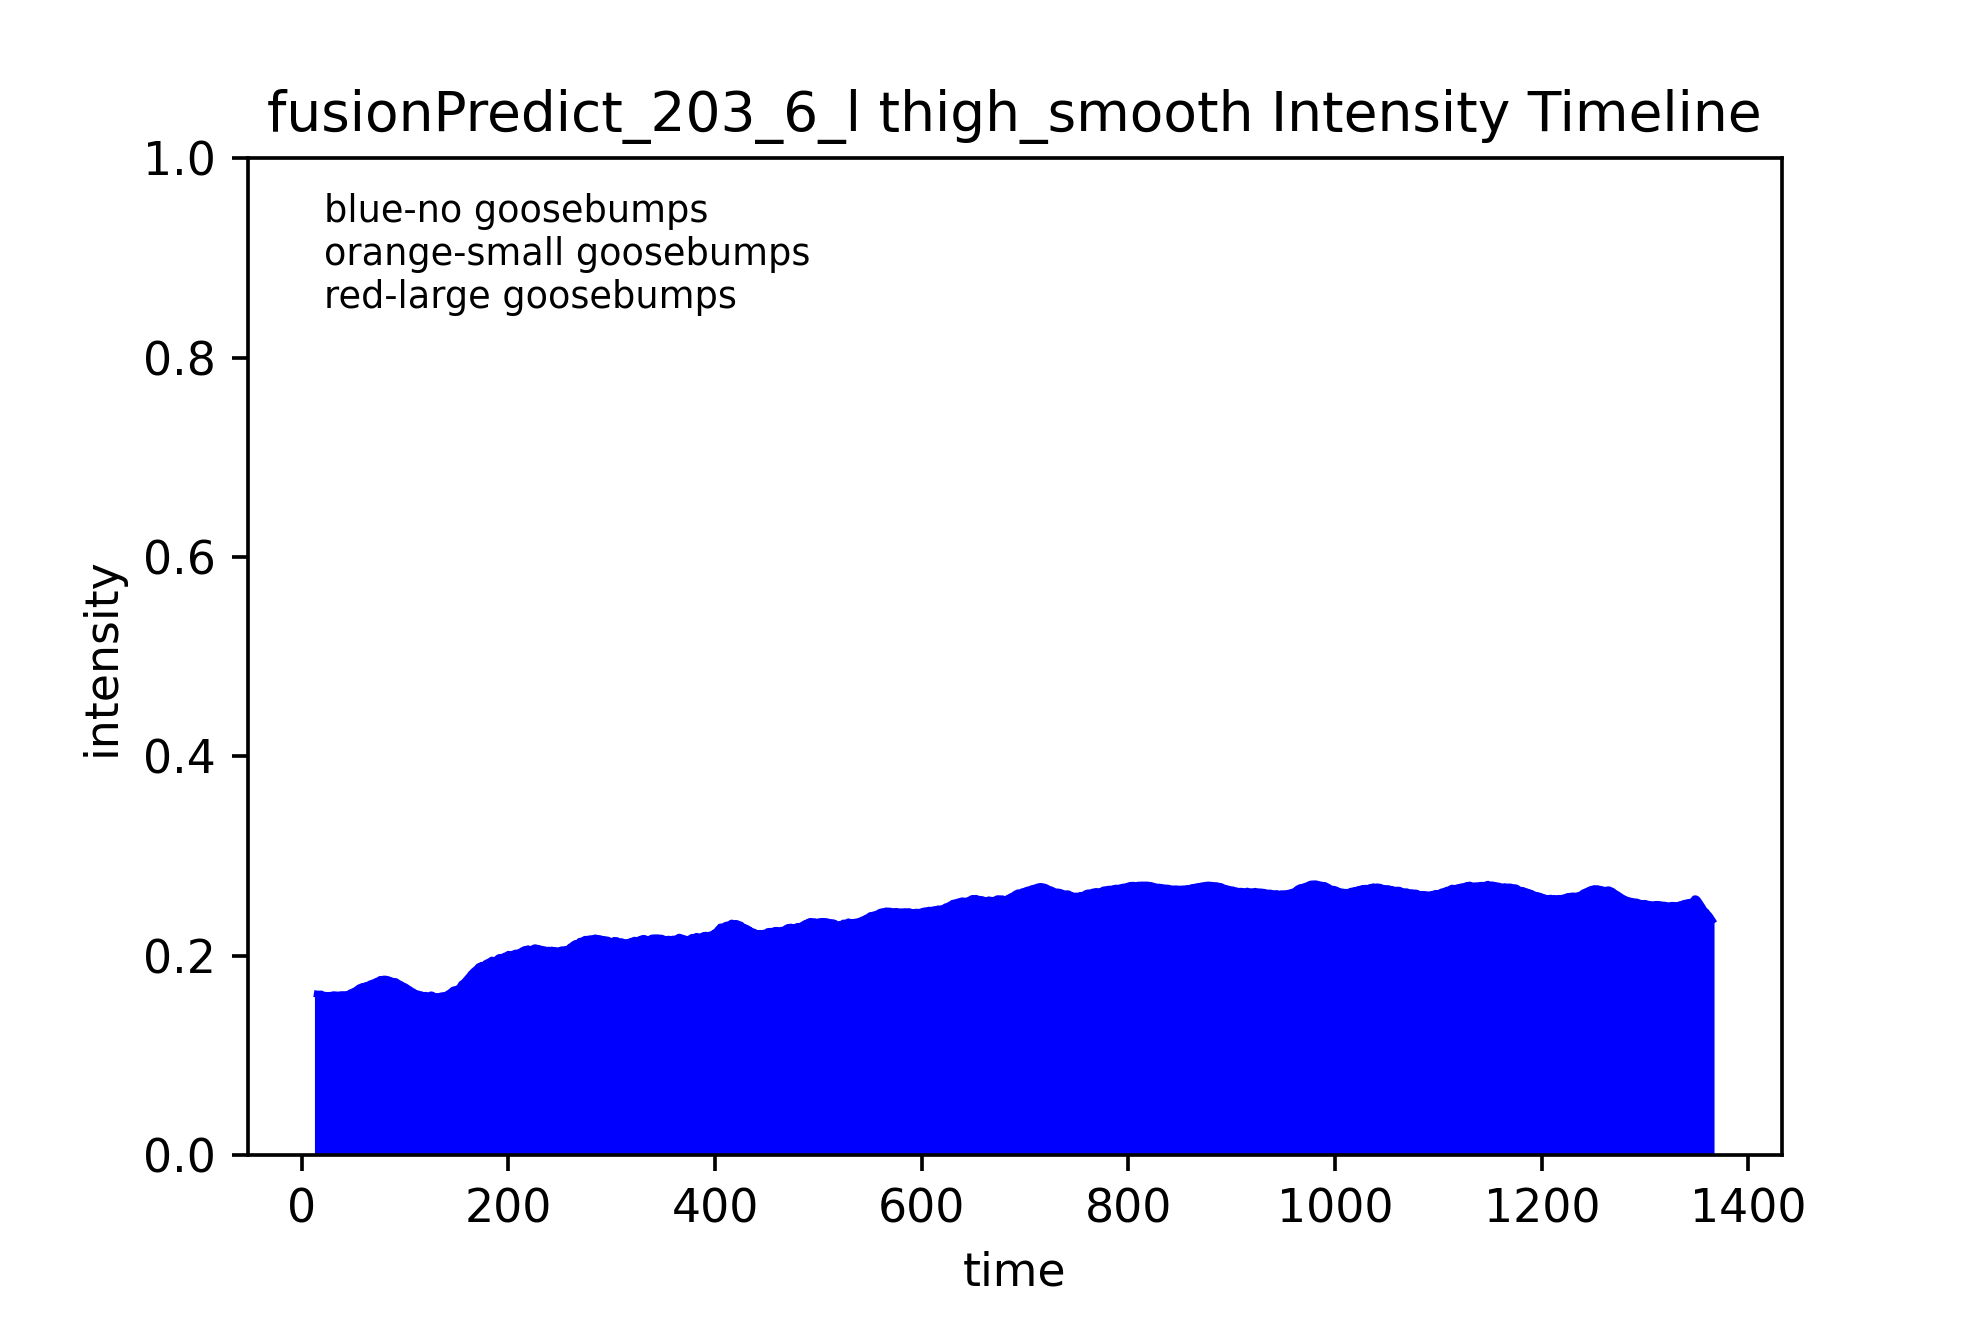 fusionPredict_203_6_l thigh_smooth Intensity Timeline
blue-no goosebumps
orange-small goosebumps
red-large goosebumps
1.0
0.8
0.6
0.4
0.2
0.0
intensity
0 200 400 600 800 1000 1200 1400
time